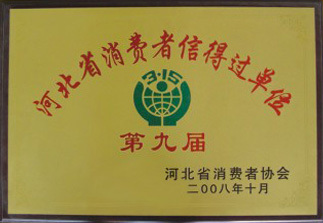 河北省消费者信得过单位
3·15
第九届
河北省消费者协会
二00八年十月